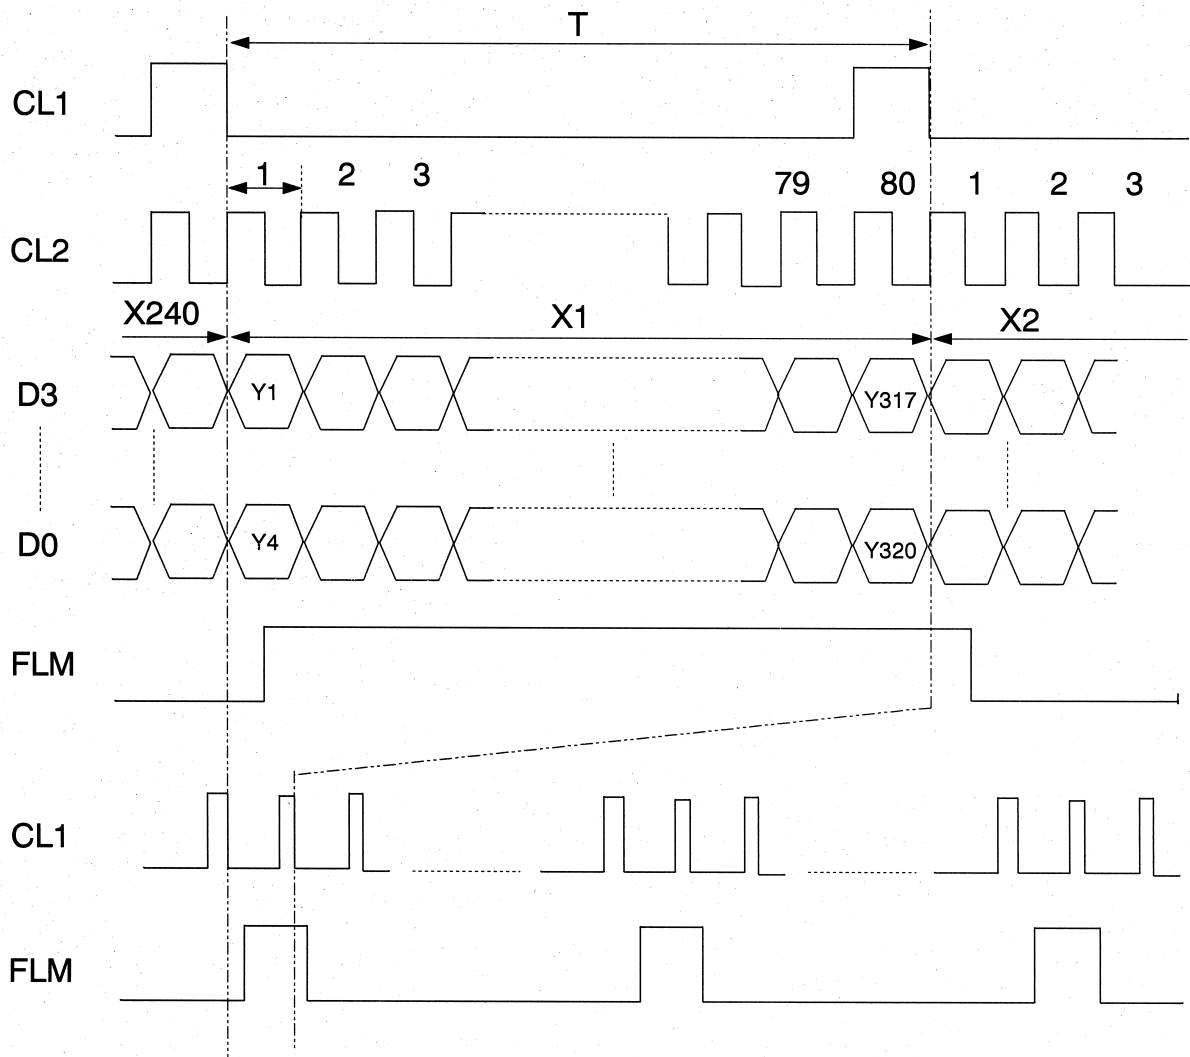 T
CL1
1 2 3 79 80 1 2 3
CL2
X240 X1 X2
D3 Y1 Y317
D0 Y4 Y320
FLM
CL1
FLM